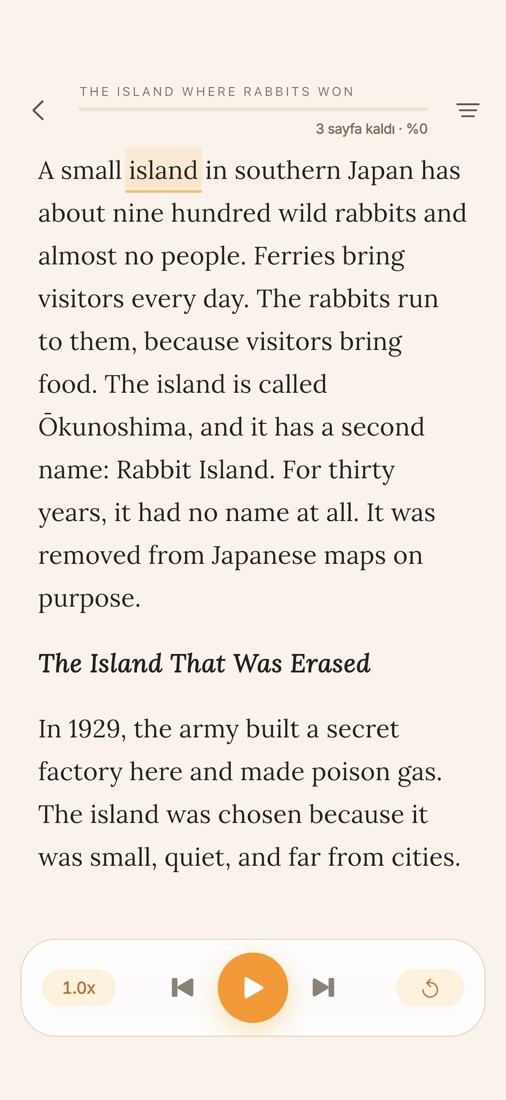 THE ISLAND WHERE RABBITS WON
3 sayfa kaldı · %0
A small island in southern Japan has
about nine hundred wild rabbits and
almost no people. Ferries bring
visitors every day. The rabbits run
to them, because visitors bring
food. The island is called
Ōkunoshima, and it has a second
name: Rabbit Island. For thirty
years, it had no name at all. It was
removed from Japanese maps on
purpose.
The Island That Was Erased
In 1929, the army built a secret
factory here and made poison gas.
The island was chosen because it
was small, quiet, and far from cities.
1.0x